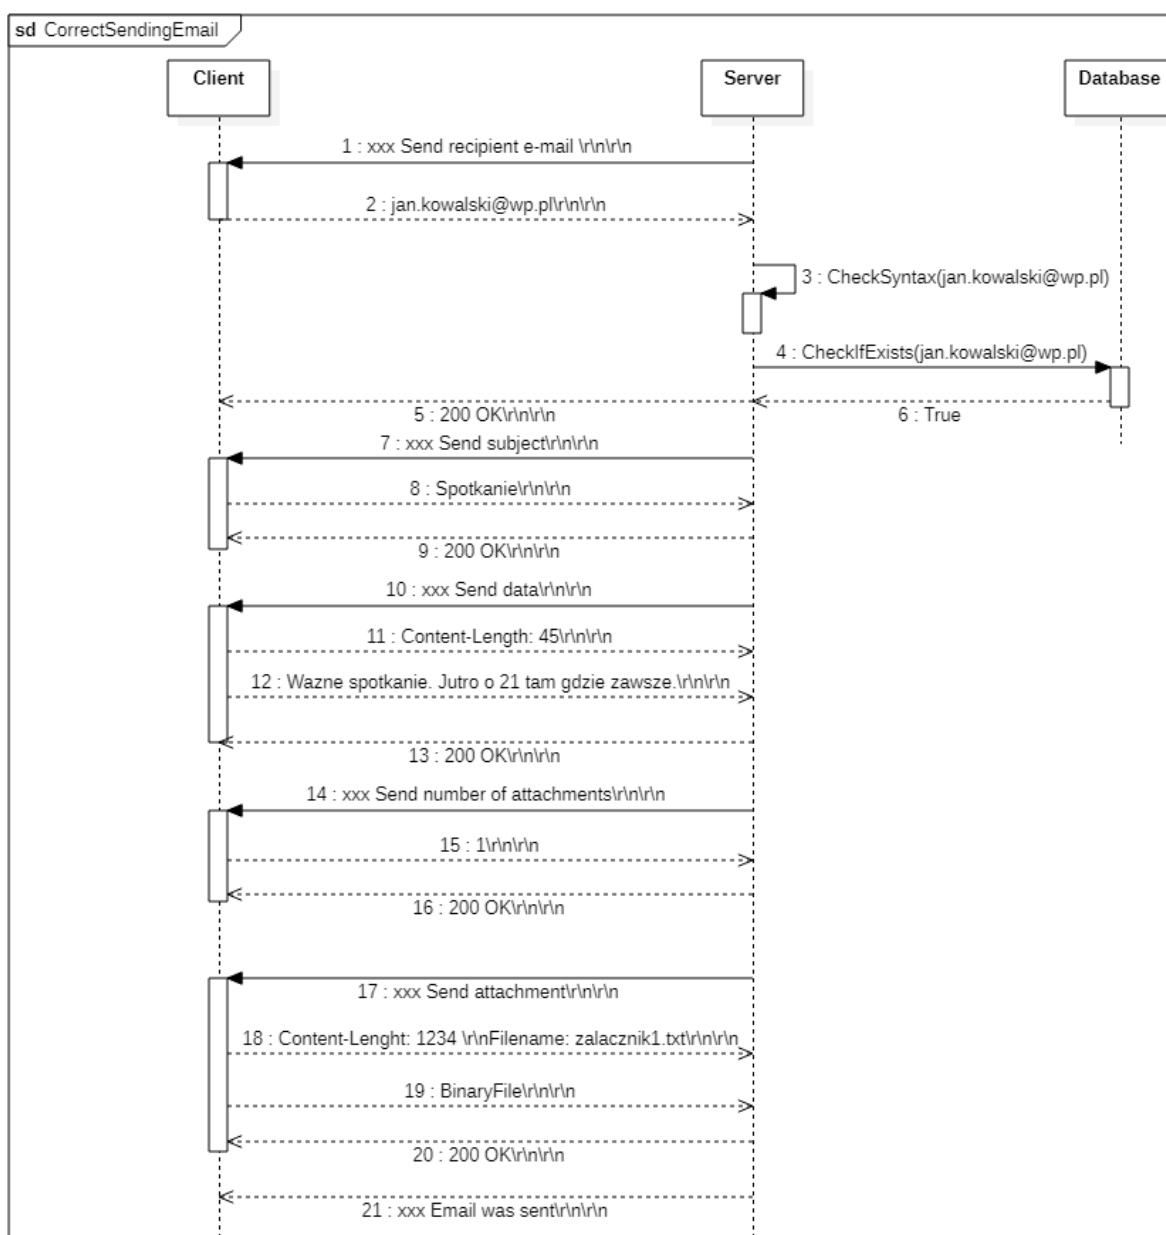 sd CorrectSendingEmail
Client
Server
Database
1 : xxx Send recipient e-mail \r\n\r\n
2 : jan.kowalski@wp.pl\r\n\r\n
3 : CheckSyntax(jan.kowalski@wp.pl)
4 : CheckIfExists(jan.kowalski@wp.pl)
5 : 200 OK\r\n\r\n
6 : True
7 : xxx Send subject\r\n\r\n
8 : Spotkanie\r\n\r\n
9 : 200 OK\r\n\r\n
10 : xxx Send data\r\n\r\n
11 : Content-Length: 45\r\n\r\n
12 : Wazne spotkanie. Jutro o 21 tam gdzie zawsze.\r\n\r\n
13 : 200 OK\r\n\r\n
14 : xxx Send number of attachments\r\n\r\n
15 : 1\r\n\r\n
16 : 200 OK\r\n\r\n
17 : xxx Send attachment\r\n\r\n
18 : Content-Lenght: 1234 \r\nFilename: zalacznik1.txt\r\n\r\n
19 : BinaryFile\r\n\r\n
20 : 200 OK\r\n\r\n
21 : xxx Email was sent\r\n\r\n